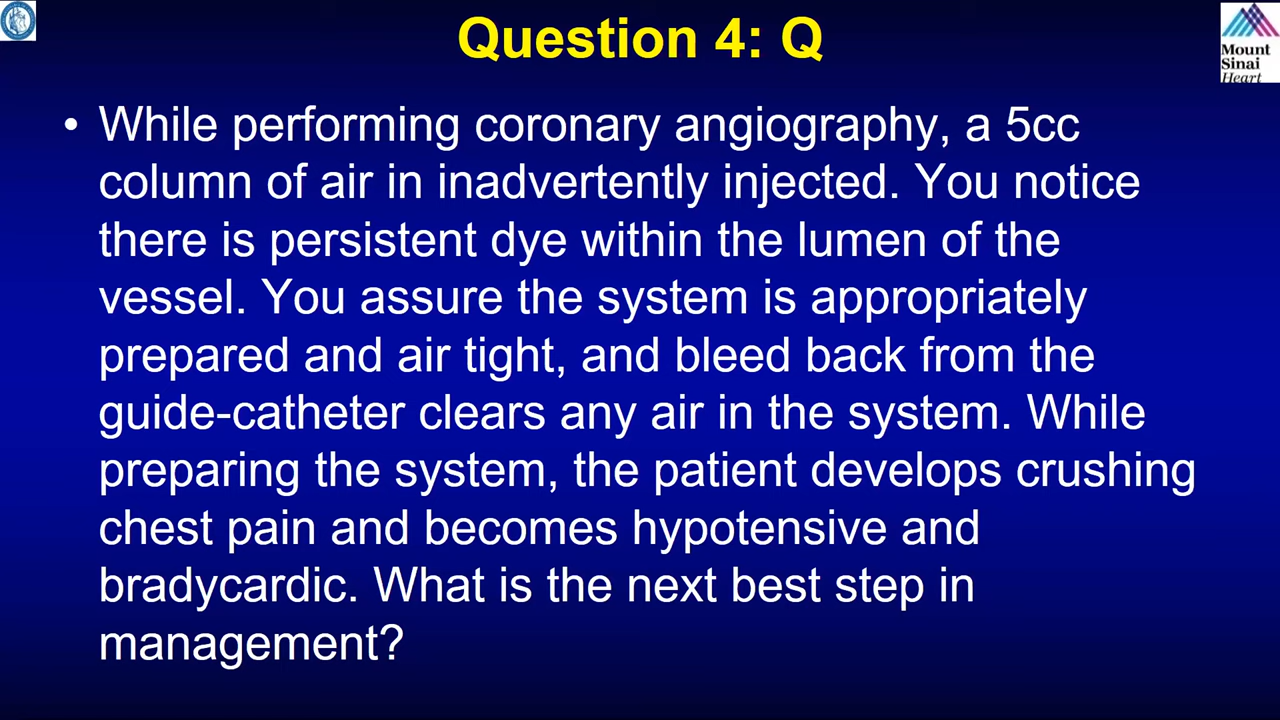 Question 4: Q
Mount
Sinai
Heart
• While performing coronary angiography, a 5cc
column of air in inadvertently injected. You notice
there is persistent dye within the lumen of the
vessel. You assure the system is appropriately
prepared and air tight, and bleed back from the
guide-catheter clears any air in the system. While
preparing the system, the patient develops crushing
chest pain and becomes hypotensive and
bradycardic. What is the next best step in
management?